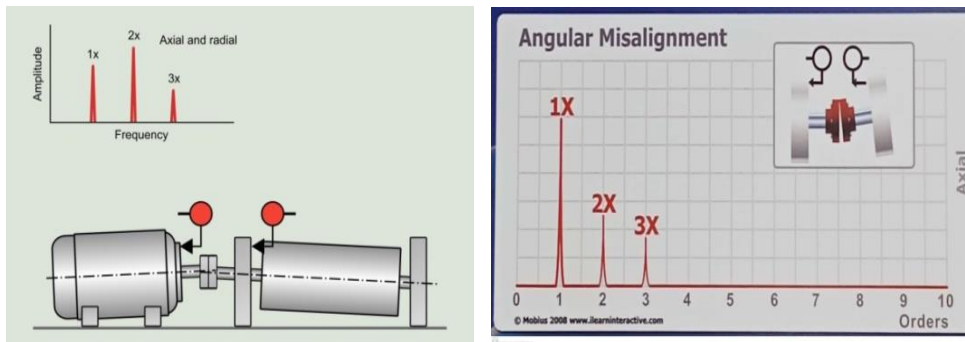 2x
Axial and radial
1x
3x
Amplitude
Frequency
Angular Misalignment
1X
2X
3X
Axial
0 1 2 3 4 5 6 7 8 9 10
© Mobius 2008 www.ilearninteractive.com
Orders